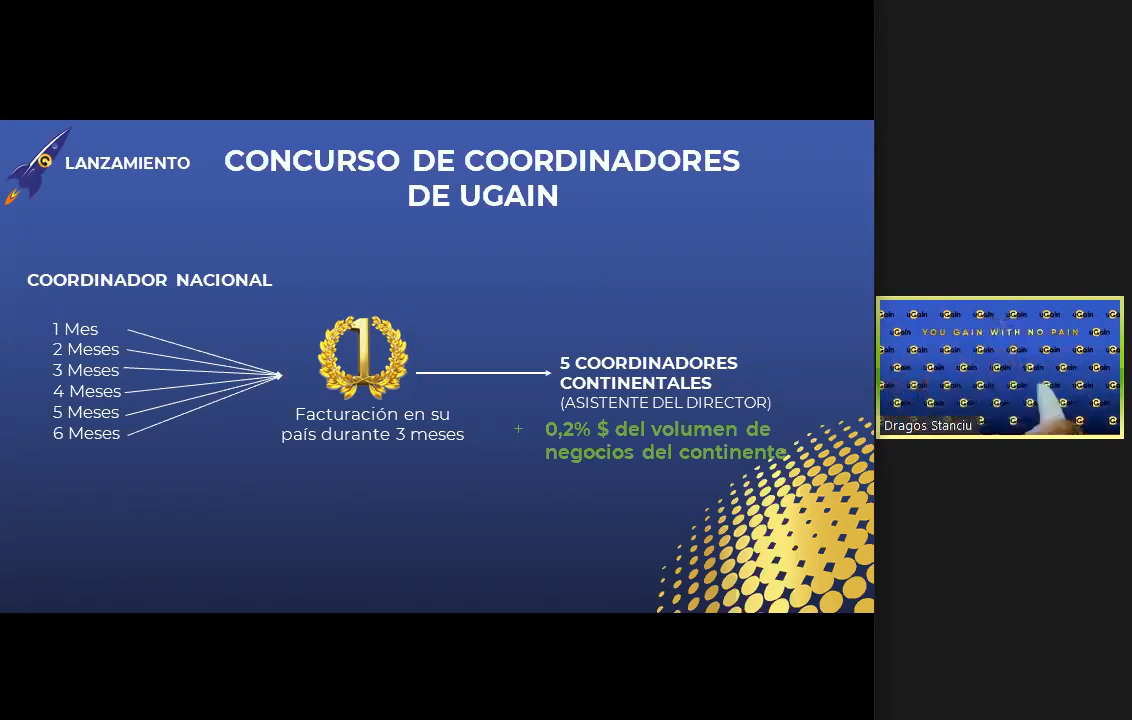 LANZAMIENTO
CONCURSO DE COORDINADORES
DE UGAIN
COORDINADOR NACIONAL
1 Mes
2 Meses
3 Meses
4 Meses
5 Meses
6 Meses
1
Facturación en su
país durante 3 meses
5 COORDINADORES
CONTINENTALES
(ASISTENTE DEL DIRECTOR)
+ 0,2% $ del volumen de
negocios del continente
YOU GAIN WITH NO PAIN
uGain
Dragos Stanciu